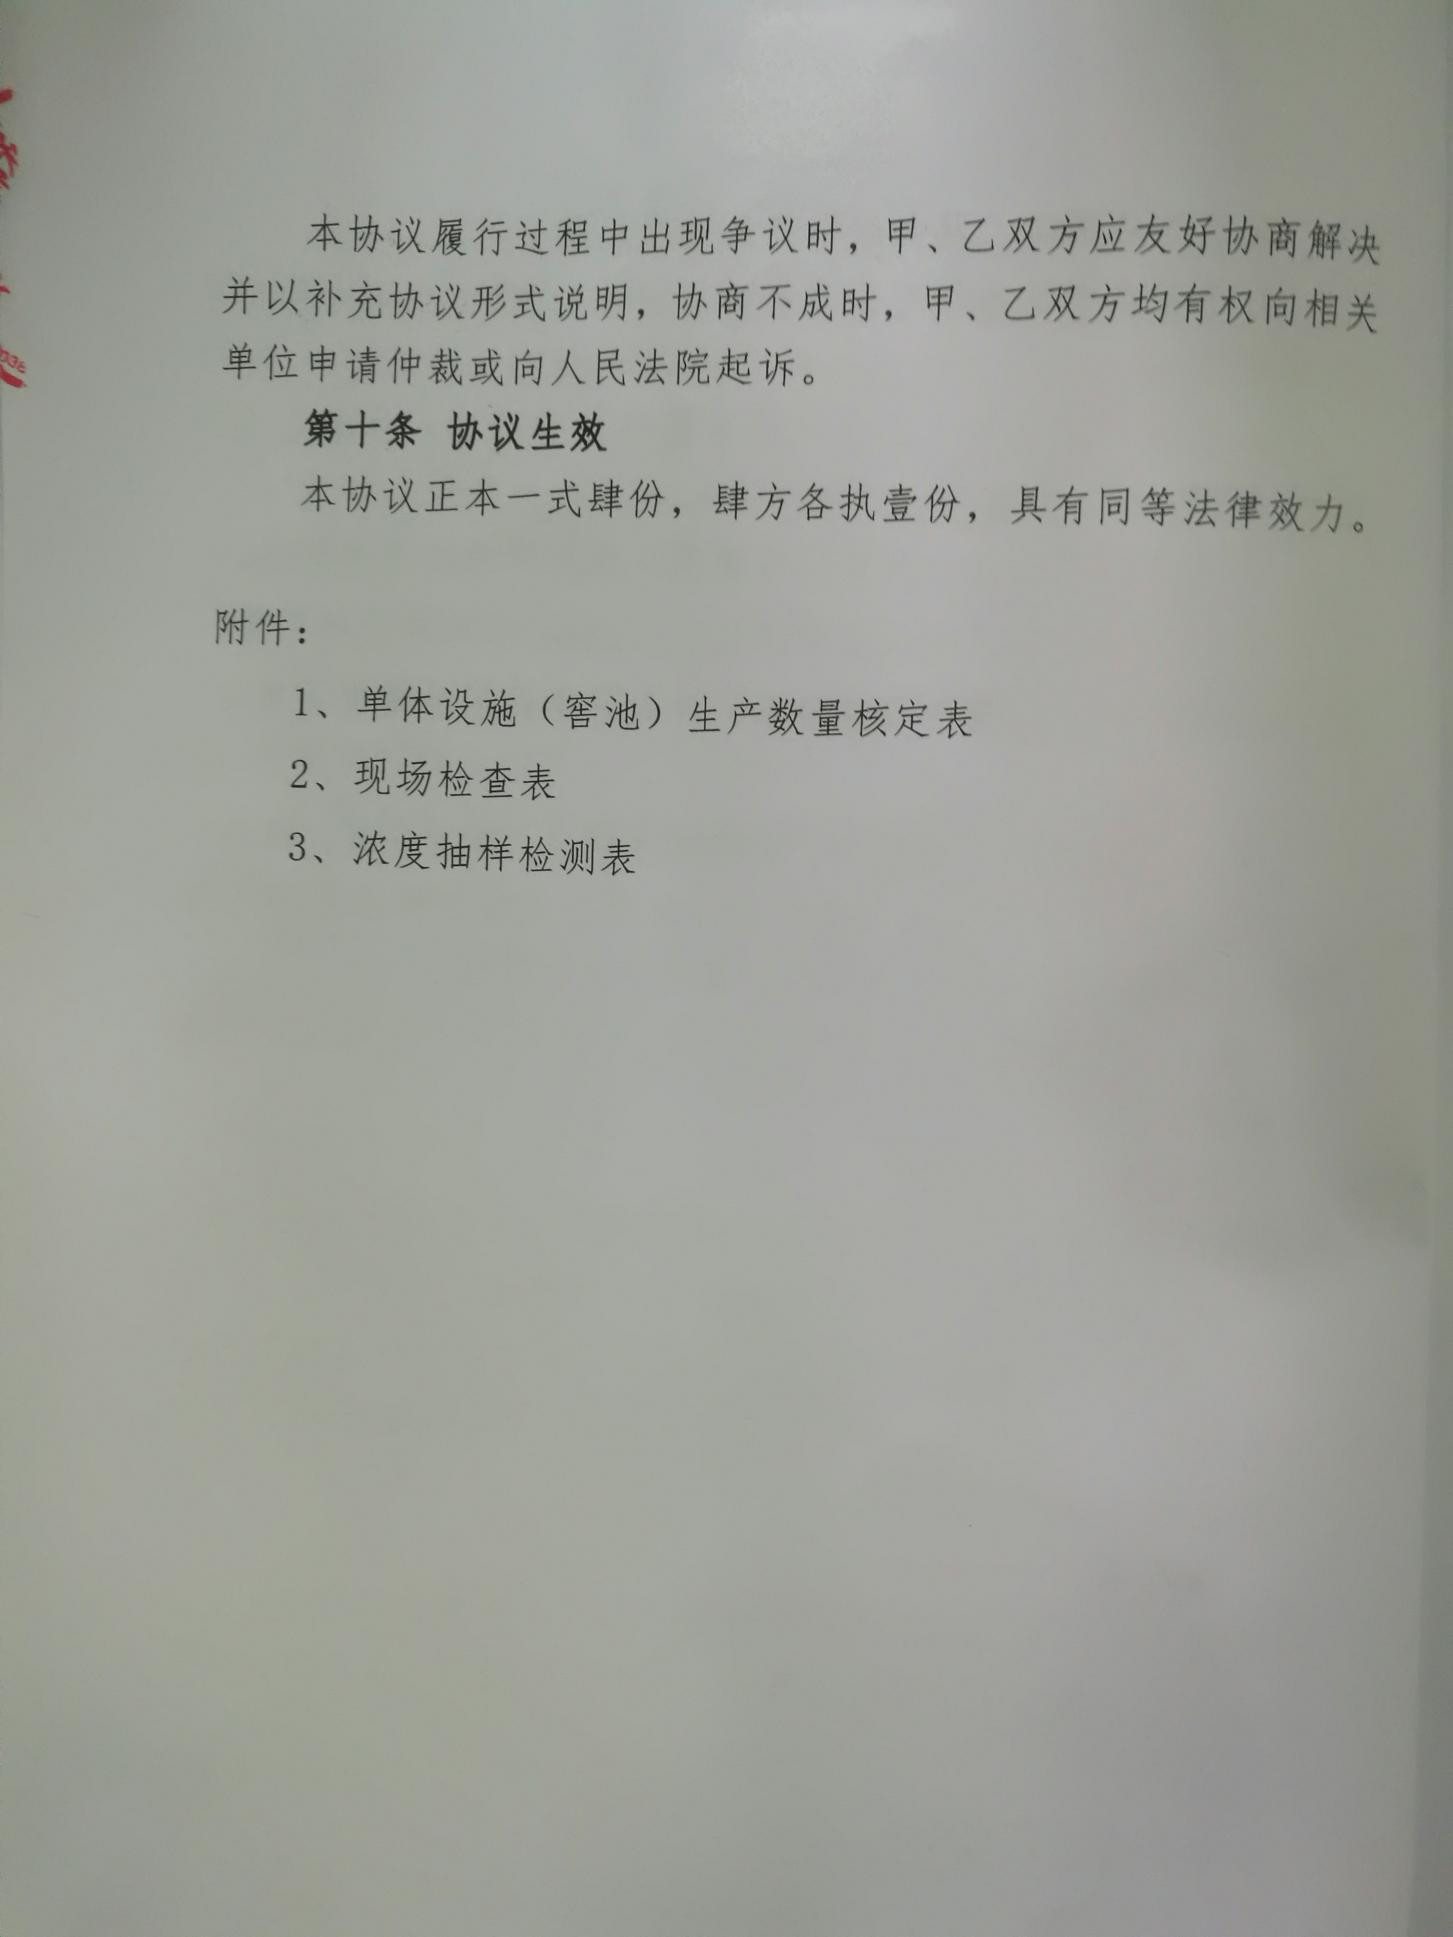 本协议履行过程中出现争议时，甲、乙双方应友好协商解决
并以补充协议形式说明，协商不成时，甲、乙双方均有权向相关
单位申请仲裁或向人民法院起诉。
第十条 协议生效
本协议正本一式肆份，肆方各执壹份，具有同等法律效力。
附件：
1、单体设施（窖池）生产数量核定表
2、现场检查表
3、浓度抽样检测表